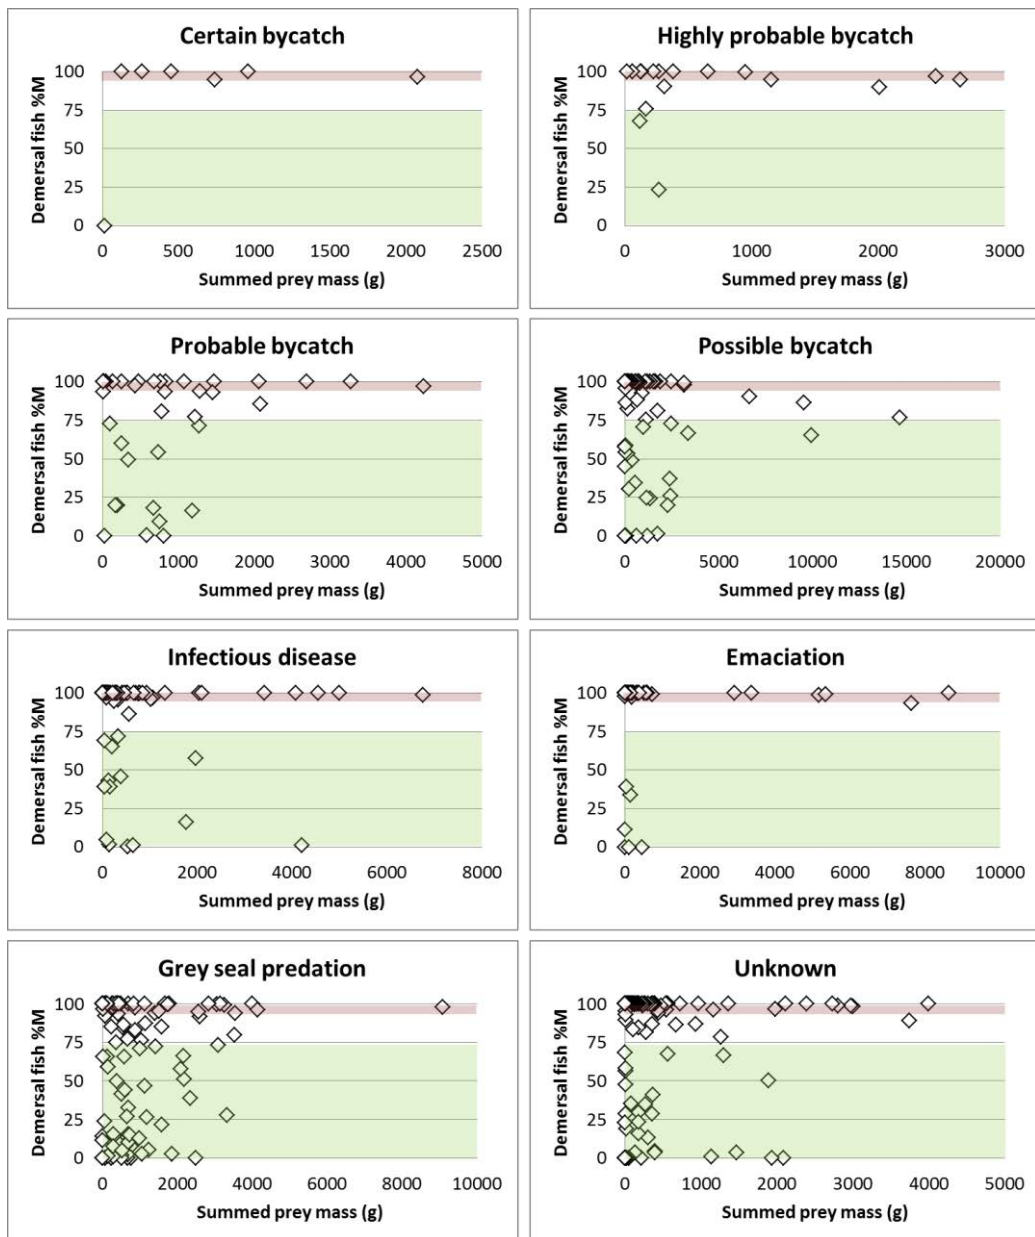 Certain bycatch
Demersal fish %M
100
75
50
25
0
0 500 1000 1500 2000 2500
Summed prey mass (g)
Highly probable bycatch
Demersal fish %M
100
75
50
25
0
0 1000 2000 3000
Summed prey mass (g)
Probable bycatch
Demersal fish %M
100
75
50
25
0
0 1000 2000 3000 4000 5000
Summed prey mass (g)
Possible bycatch
Demersal fish %M
100
75
50
25
0
0 5000 10000 15000 20000
Summed prey mass (g)
Infectious disease
Demersal fish %M
100
75
50
25
0
0 2000 4000 6000 8000
Summed prey mass (g)
Emaciation
Demersal fish %M
100
75
50
25
0
0 2000 4000 6000 8000 10000
Summed prey mass (g)
Grey seal predation
Demersal fish %M
100
75
50
25
0
0 2000 4000 6000 8000 10000
Summed prey mass (g)
Unknown
Demersal fish %M
100
75
50
25
0
0 1000 2000 3000 4000 5000
Summed prey mass (g)